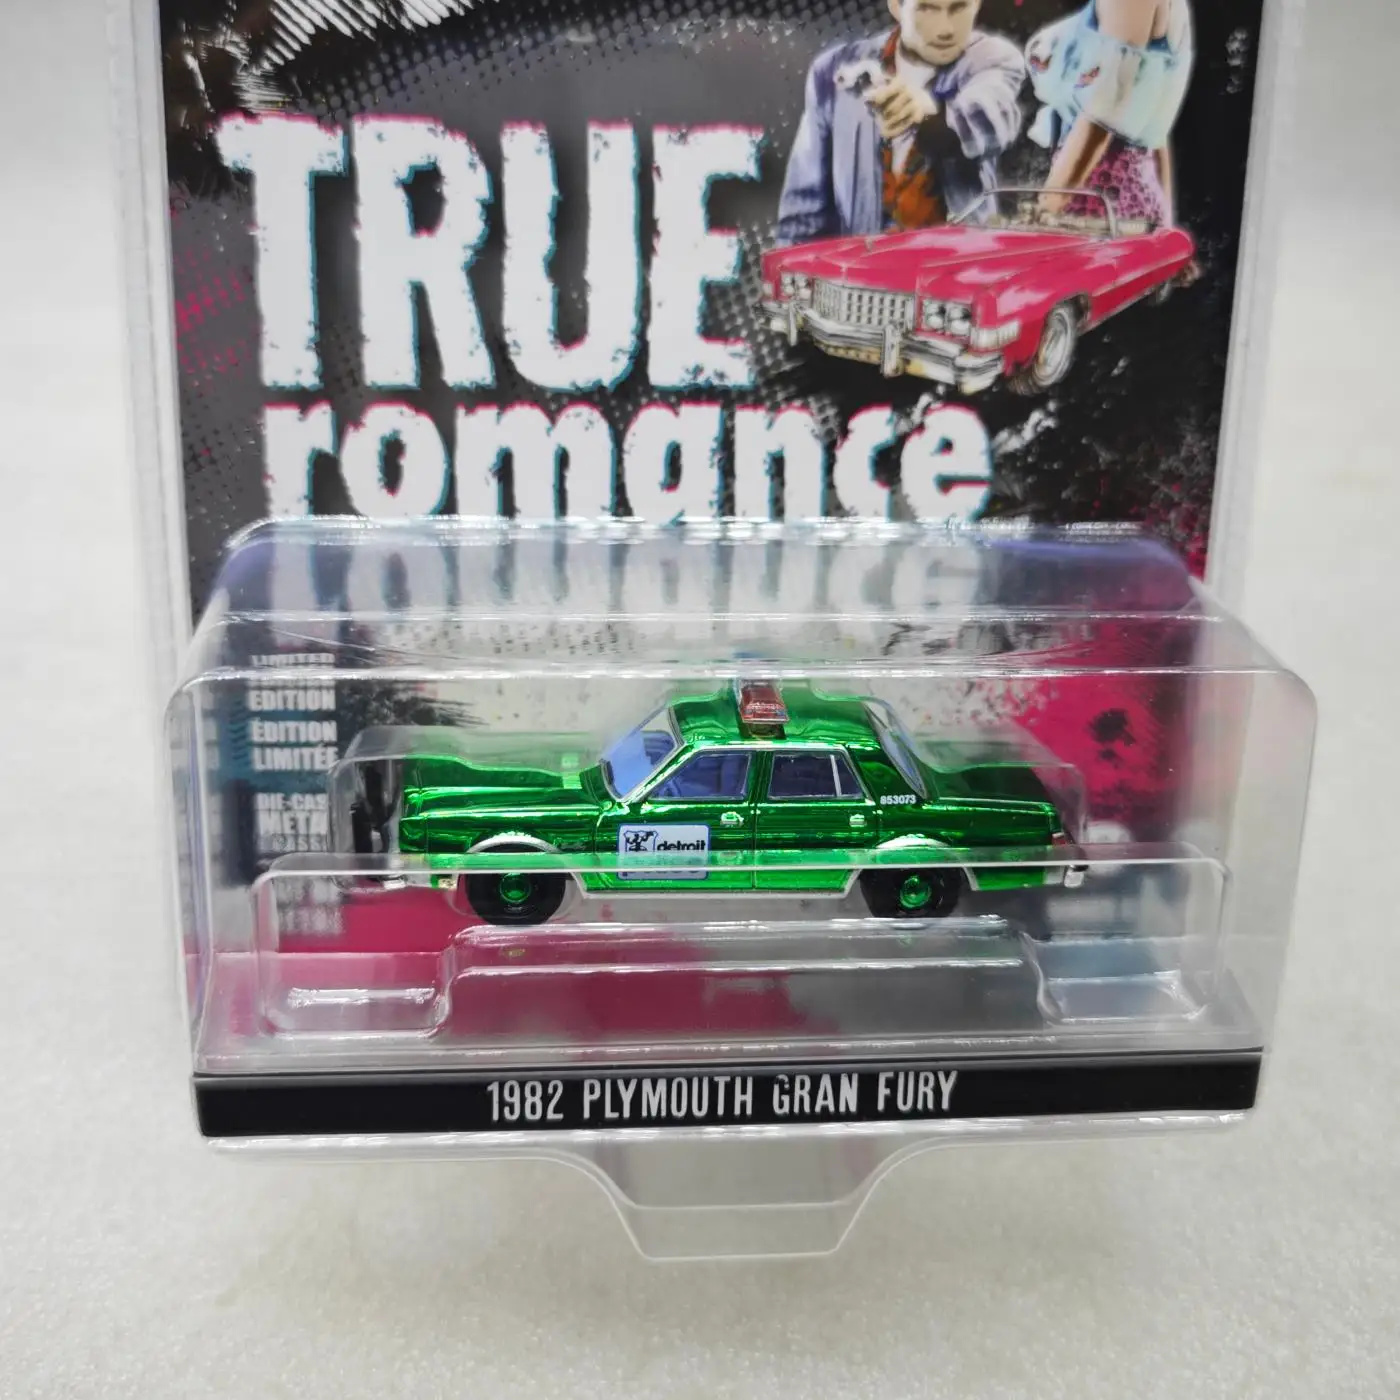 TRUE
romance
LIMITED
EDITION
ÉDITION
LIMITÉE
DIE-CAST
METAL
853073
detroit
1982 PLYMOUTH GRAN FURY